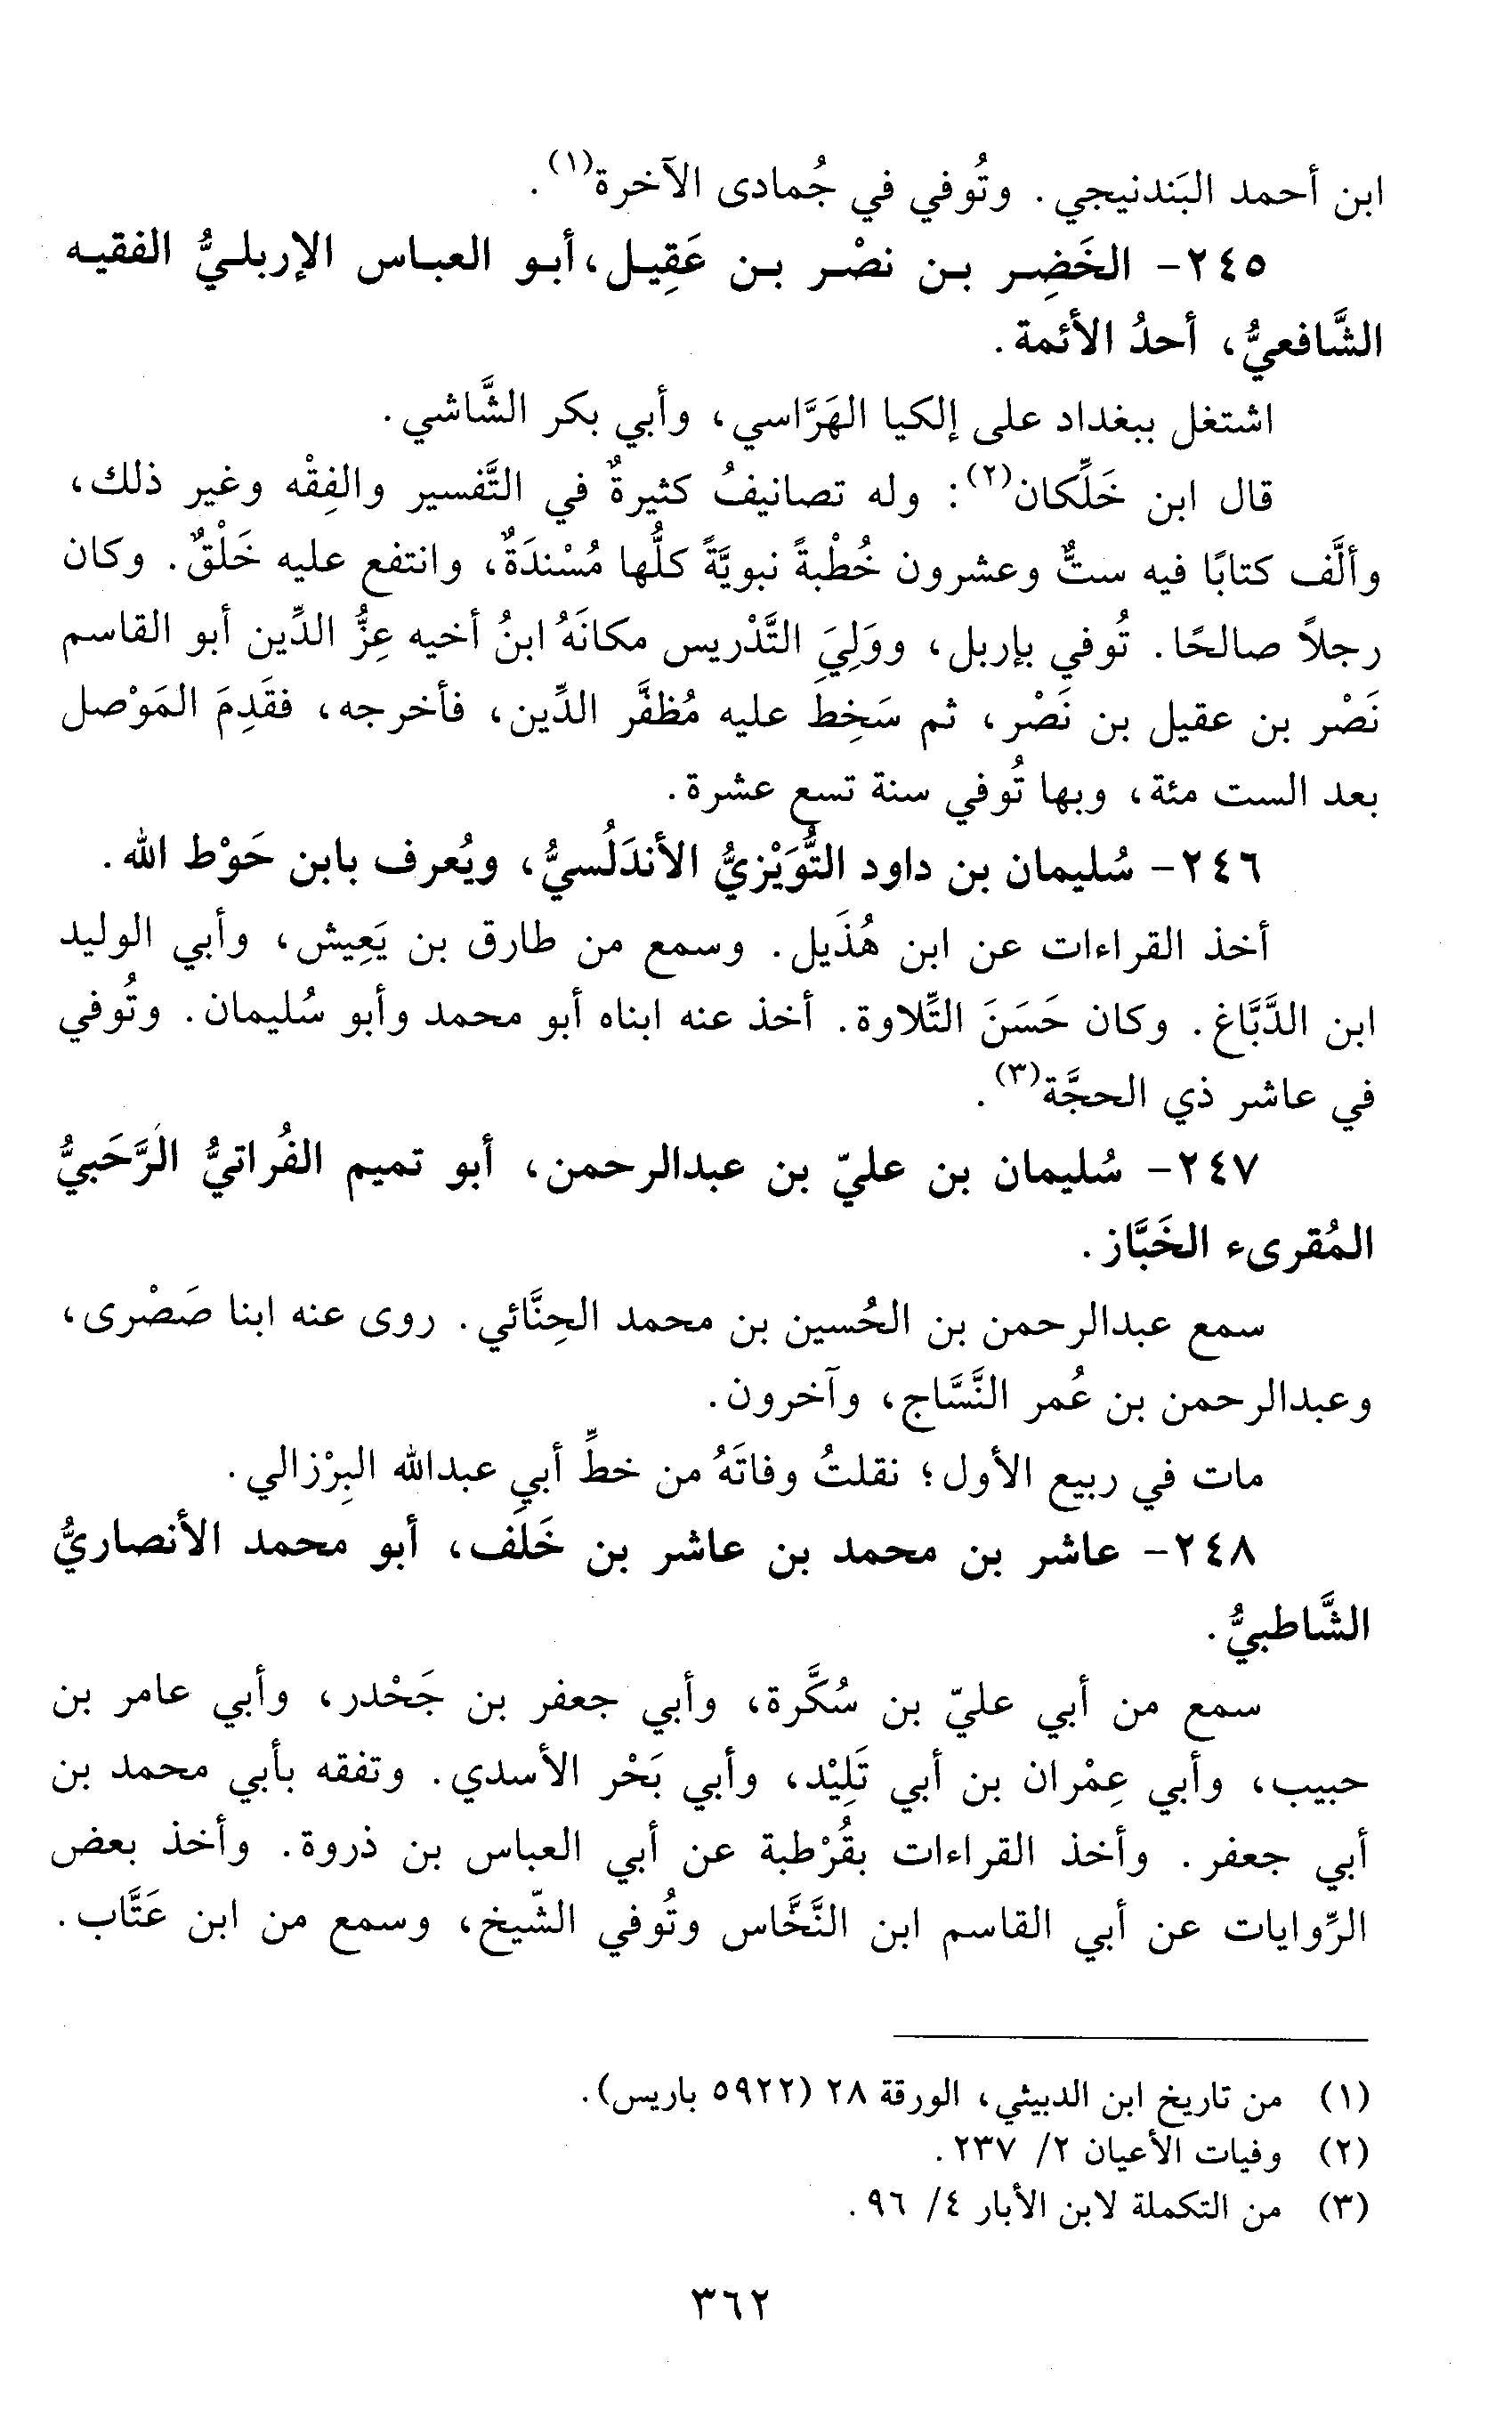 ابن أحمد البَندنيجي. وتُوفي في جُمادى الآخرة(١).
٢٤٥- الخَضِر بن نصْر بن عَقِيل، أبو العباس الإربليُّ الفقيه
الشَّافعيُّ، أحدُ الأئمة.
اشتغل ببغداد على إلكيا الهَرَّاسي، وأبي بكر الشَّاشي.
قال ابن خَلِّكان(٢): وله تصانيفُ كثيرةٌ في التَّفسير والفِقْه وغير ذلك،
وألَّف كتابًا فيه ستٌّ وعشرون خُطْبةً نبويَّةً كلُّها مُسْندَةٌ، وانتفع عليه خَلْقٌ. وكان
رجلاً صالحًا. تُوفي بإربل، ووَلِيَ التَّدْريس مكانَهُ ابنُ أخيه عِزُّ الدِّين أبو القاسم
نَصْر بن عقيل بن نَصْر، ثم سَخِط عليه مُظفَّر الدِّين، فأخرجه، فقَدِمَ المَوْصل
بعد الست مئة، وبها تُوفي سنة تسع عشرة.
٢٤٦- سُليمان بن داود التُّوَيْزيُّ الأندَلُسيُّ، ويُعرف بابن حَوْط الله.
أخذ القراءات عن ابن هُذَيل. وسمع من طارق بن يَعِيش، وأبي الوليد
ابن الدَّبَّاغ. وكان حَسَنَ التِّلاوة. أخذ عنه ابناه أبو محمد وأبو سُليمان. وتُوفي
في عاشر ذي الحجَّة(٣).
٢٤٧- سُليمان بن عليّ بن عبدالرحمن، أبو تميم الفُراتيُّ الرَّحَبيُّ
المُقرىء الخَبَّاز.
سمع عبدالرحمن بن الحُسين بن محمد الحِنَّائي. روى عنه ابنا صَصْرى،
وعبدالرحمن بن عُمر النَّسَّاج، وآخرون.
مات في ربيع الأول؛ نقلتُ وفاتَهُ من خطِّ أبي عبدالله البِرْزالي.
٢٤٨- عاشر بن محمد بن عاشر بن خَلَف، أبو محمد الأنصاريُّ
الشَّاطبيُّ.
سمع من أبي عليّ بن سُكَّرة، وأبي جعفر بن جَحْدر، وأبي عامر بن
حبيب، وأبي عِمْران بن أبي تَلِيْد، وأبي بَحْر الأسدي. وتفقه بأبي محمد بن
أبي جعفر. وأخذ القراءات بقُرْطبة عن أبي العباس بن ذروة. وأخذ بعض
الرِّوايات عن أبي القاسم ابن النَّخَّاس وتُوفي الشّيخ، وسمع من ابن عَتَّاب.
(١) من تاريخ ابن الدبيثي، الورقة ٢٨ (٥٩٢٢ باريس).
(٢) وفيات الأعيان ٢/ ٢٣٧.
(٣) من التكملة لابن الأبار ٤/ ٩٦.
٣٦٢